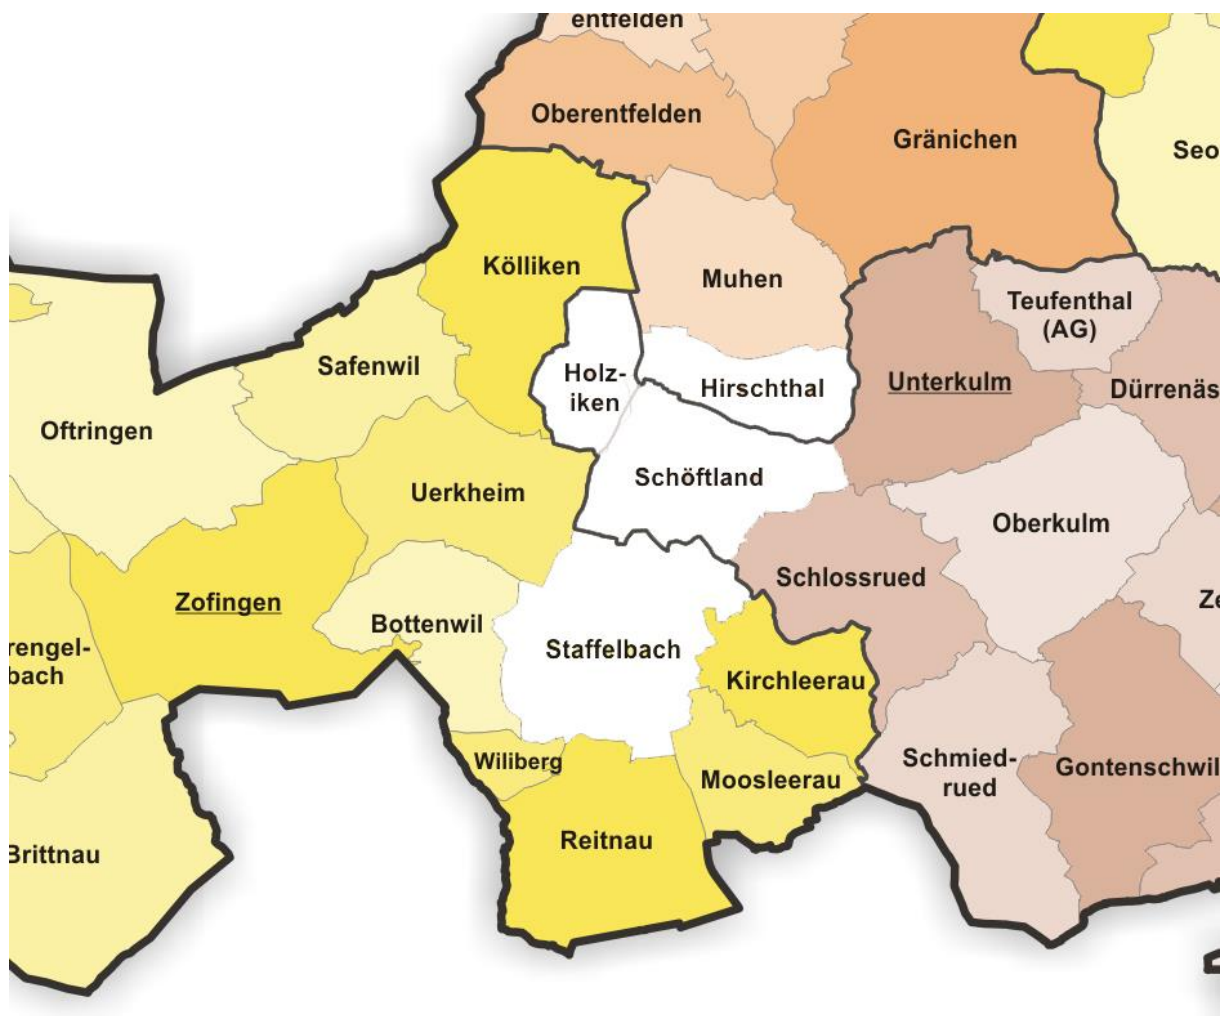 entfelden
Oberentfelden
Gränichen
Seo
Kölliken
Muhen
Teufenthal
(AG)
Safenwil
Holz-
iken
Hirschthal
Unterkulm
Dürrenäs
Oftringen
Schöftland
Uerkheim
Oberkulm
Schlossrued
Zofingen
Ze
Bottenwil
Staffelbach
rengel-
bach
Kirchleerau
Wiliberg
Moosleerau
Schmied-
rued
Gontenschwil
Reitnau
Brittnau